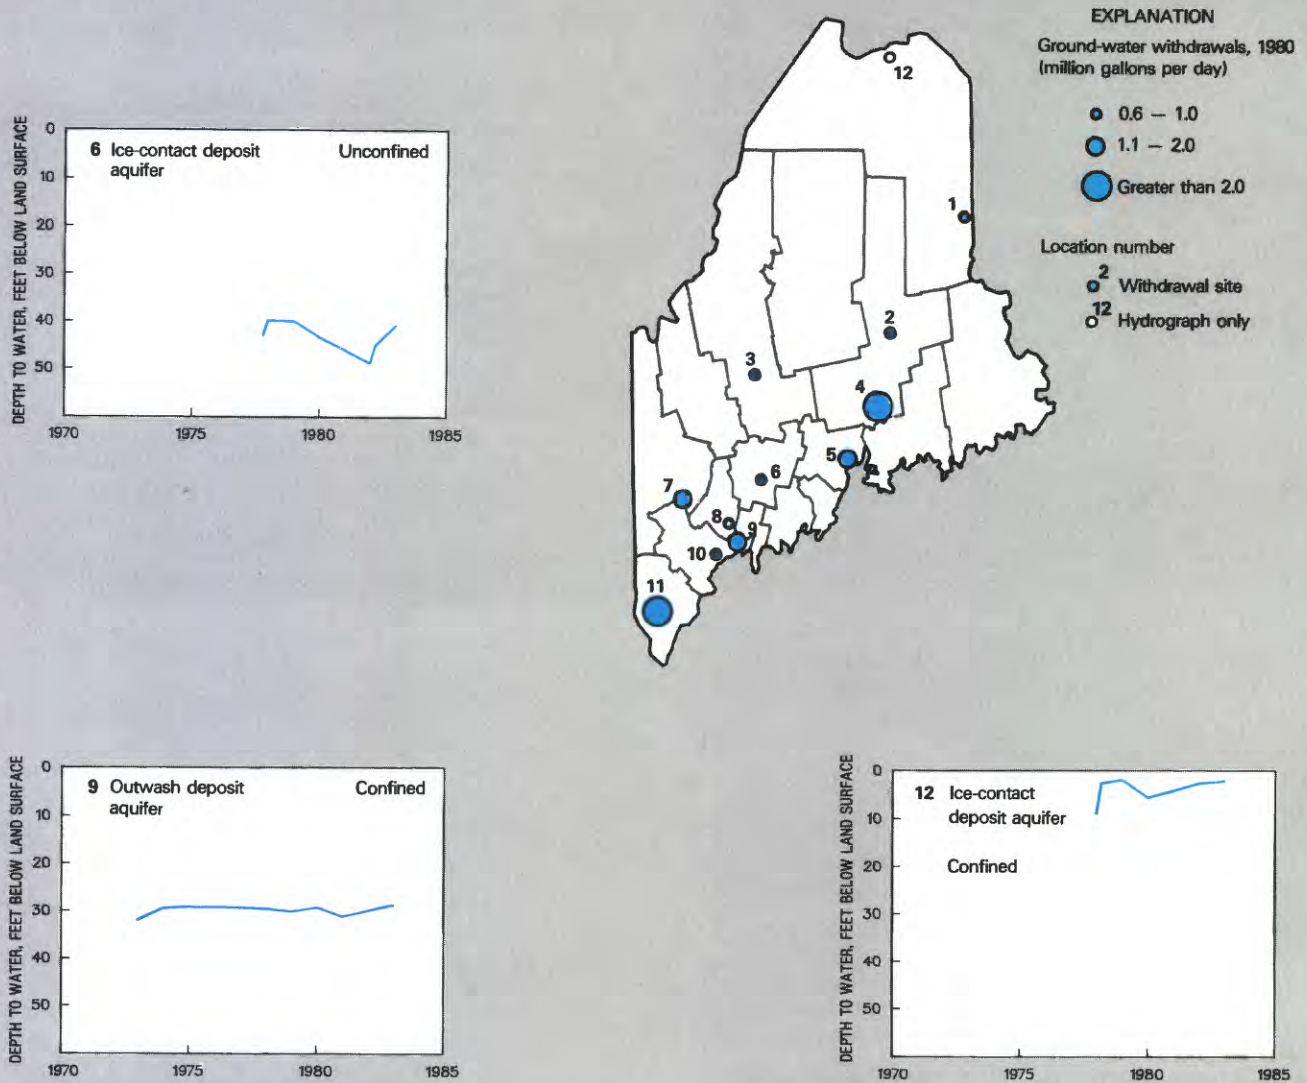 EXPLANATION
Ground-water withdrawals, 1980
(million gallons per day)
0.6 — 1.0
1.1 — 2.0
Greater than 2.0
Location number
2
Withdrawal site
12
Hydrograph only
12
1
2
3
4
5
6
7
8
9
10
11
DEPTH TO WATER, FEET BELOW LAND SURFACE
0
10
20
30
40
50
6 Ice-contact deposit Unconfined
aquifer
1970 1975 1980 1985
DEPTH TO WATER, FEET BELOW LAND SURFACE
0
10
20
30
40
50
9 Outwash deposit Confined
aquifer
1970 1975 1980 1985
DEPTH TO WATER, FEET BELOW LAND SURFACE
0
10
20
30
40
50
12 Ice-contact
deposit aquifer
Confined
1970 1975 1980 1985